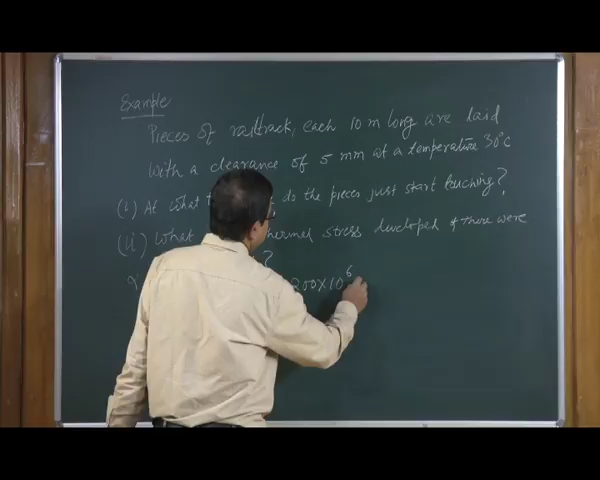 Example
Pieces of railtrack, each 10 m long are laid
with a clearance of 5 mm at a temperature 30°c
(i) At what do the pieces just start touching?
(ii) What thermal stress developed if there were
?
200×10⁶